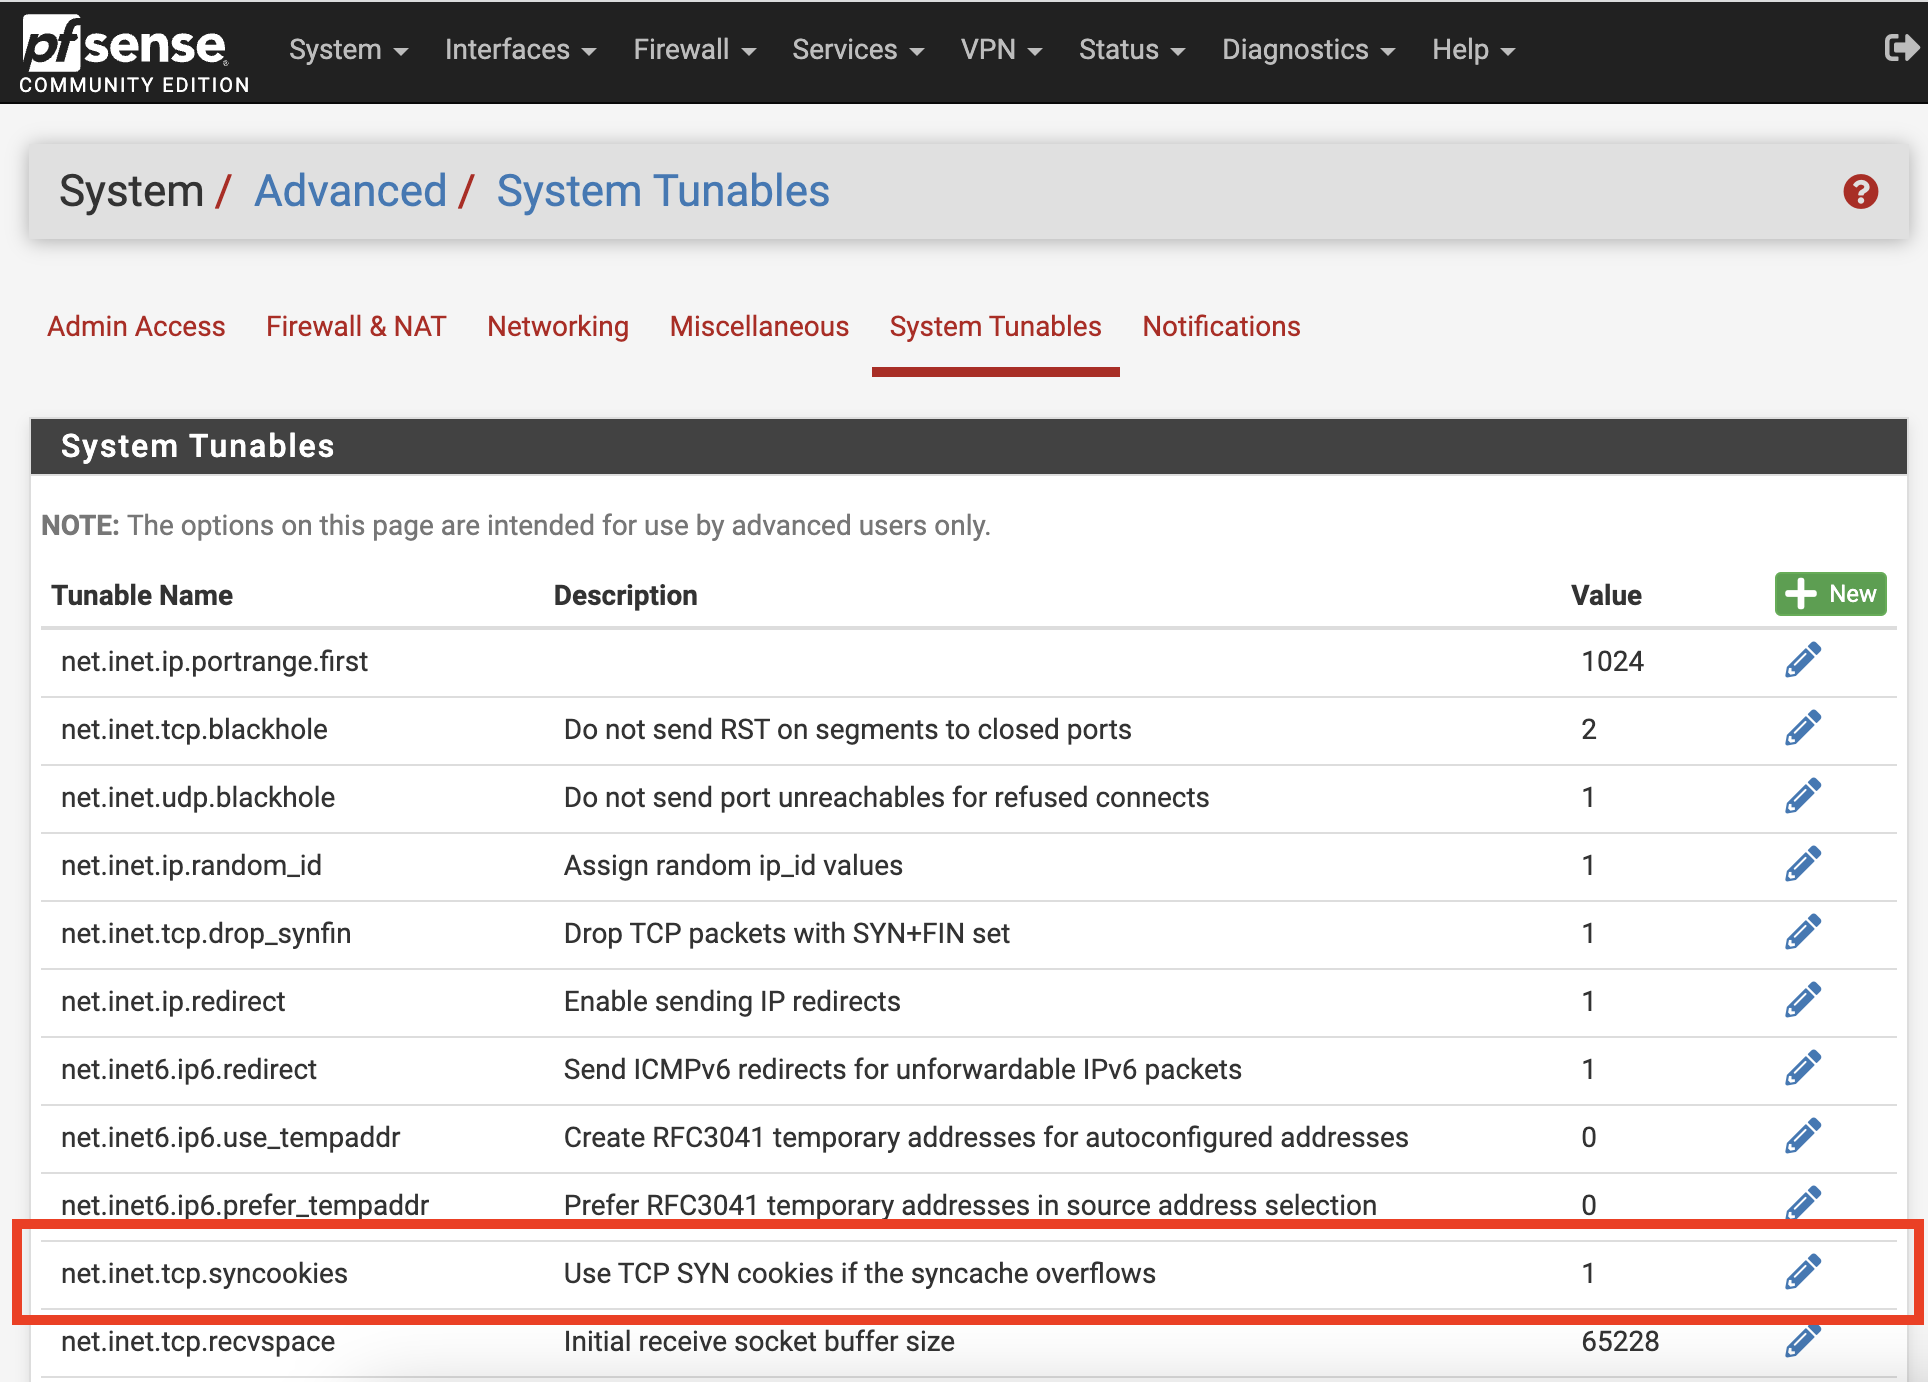 pfsense
COMMUNITY EDITION
System Interfaces Firewall Services VPN Status Diagnostics Help
System / Advanced / System Tunables
Admin Access Firewall & NAT Networking Miscellaneous System Tunables Notifications
System Tunables
NOTE: The options on this page are intended for use by advanced users only.
Tunable Name Description Value New
net.inet.ip.portrange.first 1024
net.inet.tcp.blackhole Do not send RST on segments to closed ports 2
net.inet.udp.blackhole Do not send port unreachables for refused connects 1
net.inet.ip.random_id Assign random ip_id values 1
net.inet.tcp.drop_synfin Drop TCP packets with SYN+FIN set 1
net.inet.ip.redirect Enable sending IP redirects 1
net.inet6.ip6.redirect Send ICMPv6 redirects for unforwardable IPv6 packets 1
net.inet6.ip6.use_tempaddr Create RFC3041 temporary addresses for autoconfigured addresses 0
net.inet6.ip6.prefer_tempaddr Prefer RFC3041 temporary addresses in source address selection 0
net.inet.tcp.syncookies Use TCP SYN cookies if the syncache overflows 1
net.inet.tcp.recvspace Initial receive socket buffer size 65228